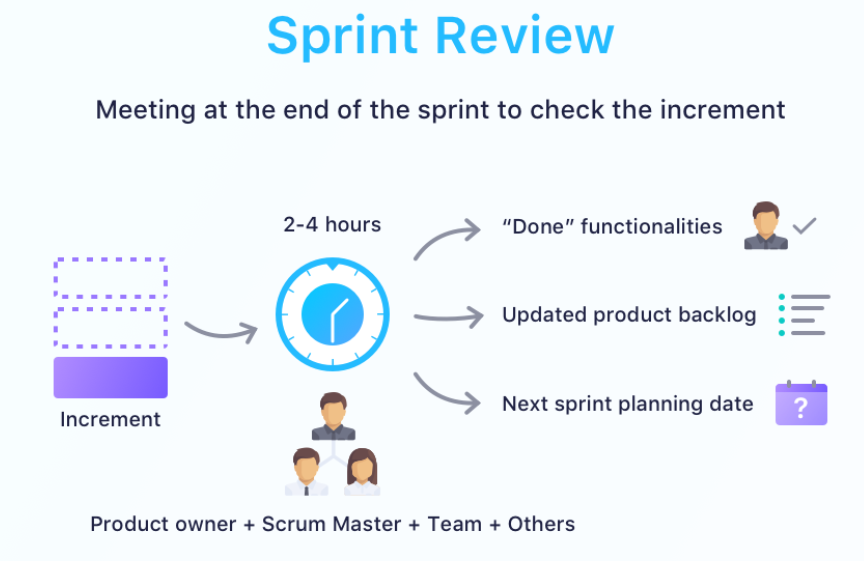 Sprint Review
Meeting at the end of the sprint to check the increment
2-4 hours
“Done” functionalities
Updated product backlog
Next sprint planning date
?
Increment
Product owner + Scrum Master + Team + Others